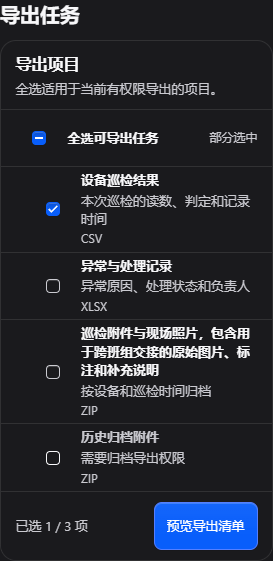 导出任务
导出项目
全选适用于当前有权限导出的项目。
全选可导出任务 部分选中
设备巡检结果
本次巡检的读数、判定和记录
时间
CSV
异常与处理记录
异常原因、处理状态和负责人
XLSX
巡检附件与现场照片，包含用
于跨班组交接的原始图片、标
注和补充说明
按设备和巡检时间归档
ZIP
历史归档附件
需要归档导出权限
ZIP
已选 1 / 3 项 预览导出清单